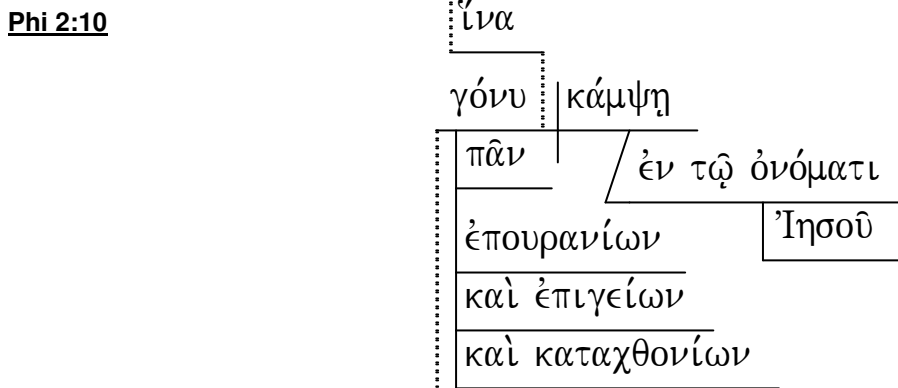 Phi 2:10
ἵνα
γόνυ κάμψῃ
πᾶν
ἐν τῷ ὀνόματι
Ἰησοῦ
ἐπουρανίων
καὶ ἐπιγείων
καὶ καταχθονίων